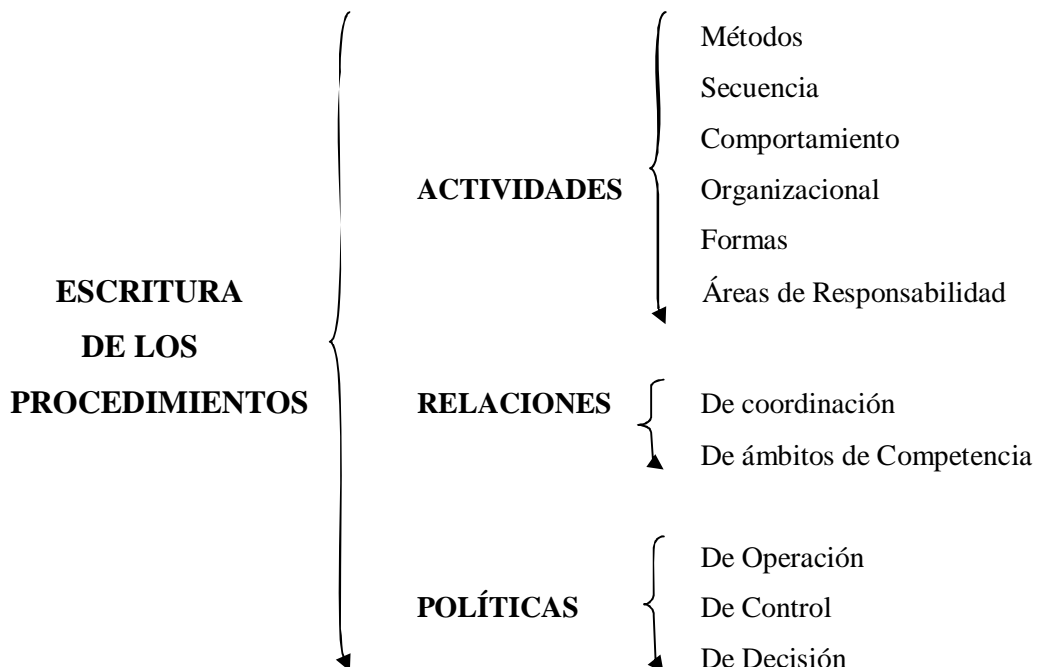 ESCRITURA
DE LOS
PROCEDIMIENTOS
ACTIVIDADES
Métodos
Secuencia
Comportamiento
Organizacional
Formas
Áreas de Responsabilidad
RELACIONES
De coordinación
De ámbitos de Competencia
POLÍTICAS
De Operación
De Control
De Decisión